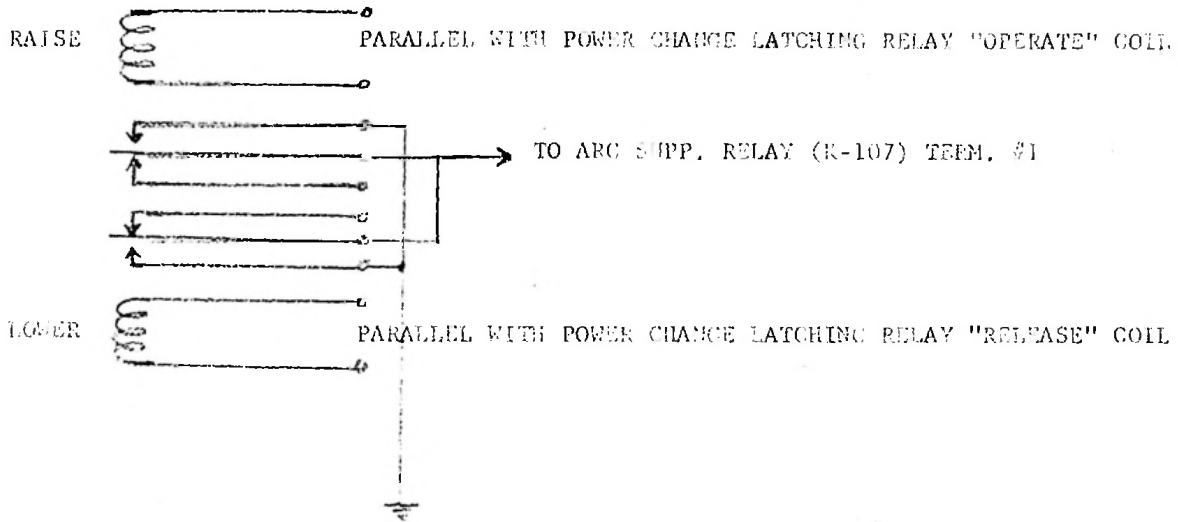 RAISE
PARALLEL WITH POWER CHANGE LATCHING RELAY "OPERATE" COIL
TO ARC SUPP. RELAY (K-107) TERM. #1
LOWER
PARALLEL WITH POWER CHANGE LATCHING RELAY "RELEASE" COIL